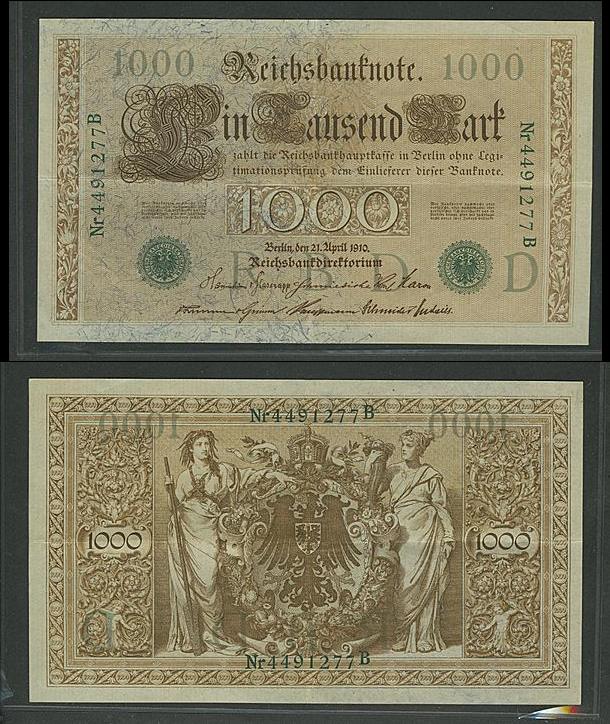 1000 Reichsbanknote. 1000
Ein Tausend Mark
zahlt die Reichsbankhauptkasse in Berlin ohne Legi-
timationsprüfung dem Einlieferer dieser Banknote.
Nr4491277B
Nr4491277B
1000
Berlin, den 21. April 1910.
Reichsbankdirektorium
R B D D
Nr4491277B
1000
1000
Nr4491277B